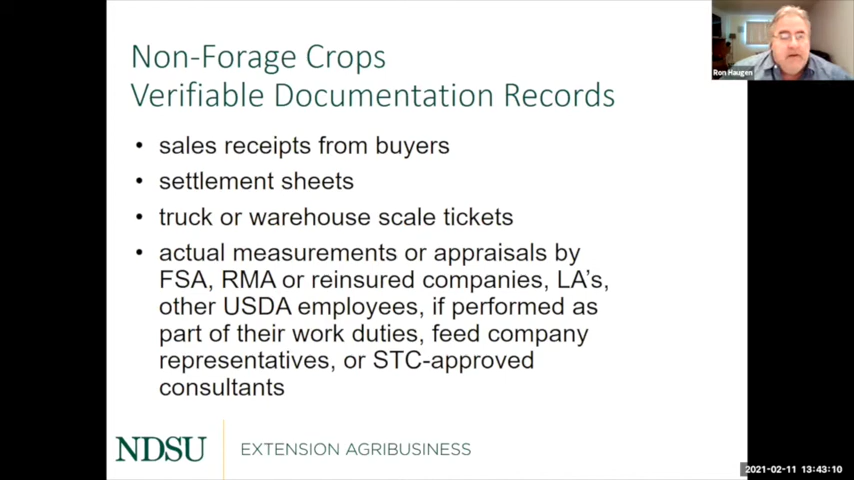 Non-Forage Crops
Verifiable Documentation Records
Ron Haugen
• sales receipts from buyers
• settlement sheets
• truck or warehouse scale tickets
• actual measurements or appraisals by
FSA, RMA or reinsured companies, LA's,
other USDA employees, if performed as
part of their work duties, feed company
representatives, or STC-approved
consultants
NDSU EXTENSION AGRIBUSINESS
2021-02-11 13:43:10